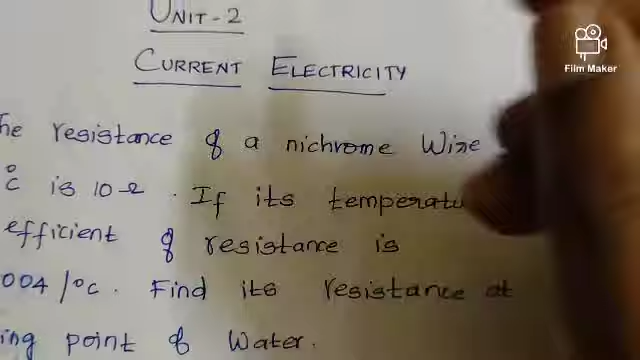 UNIT-2
CURRENT ELECTRICITY
Film Maker
he resistance of a nichrome Wire
°C is 10Ω. If its temperatu
efficient of resistance is
004/°C. Find its resistance at
ing point of Water.